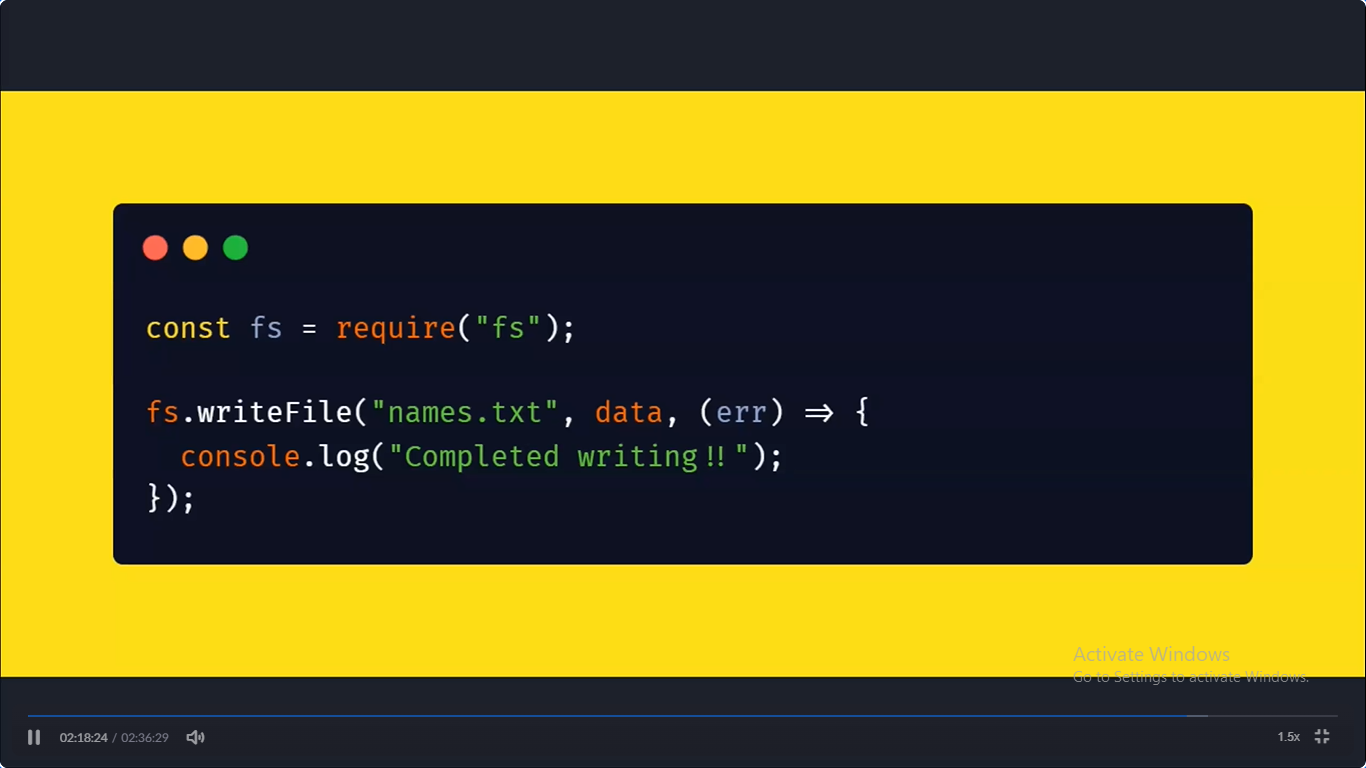 const fs = require("fs");
fs.writeFile("names.txt", data, (err) => {
console.log("Completed writing!!");
});
Activate Windows
Go to Settings to activate Windows.
02:18:24 / 02:36:29
1.5x